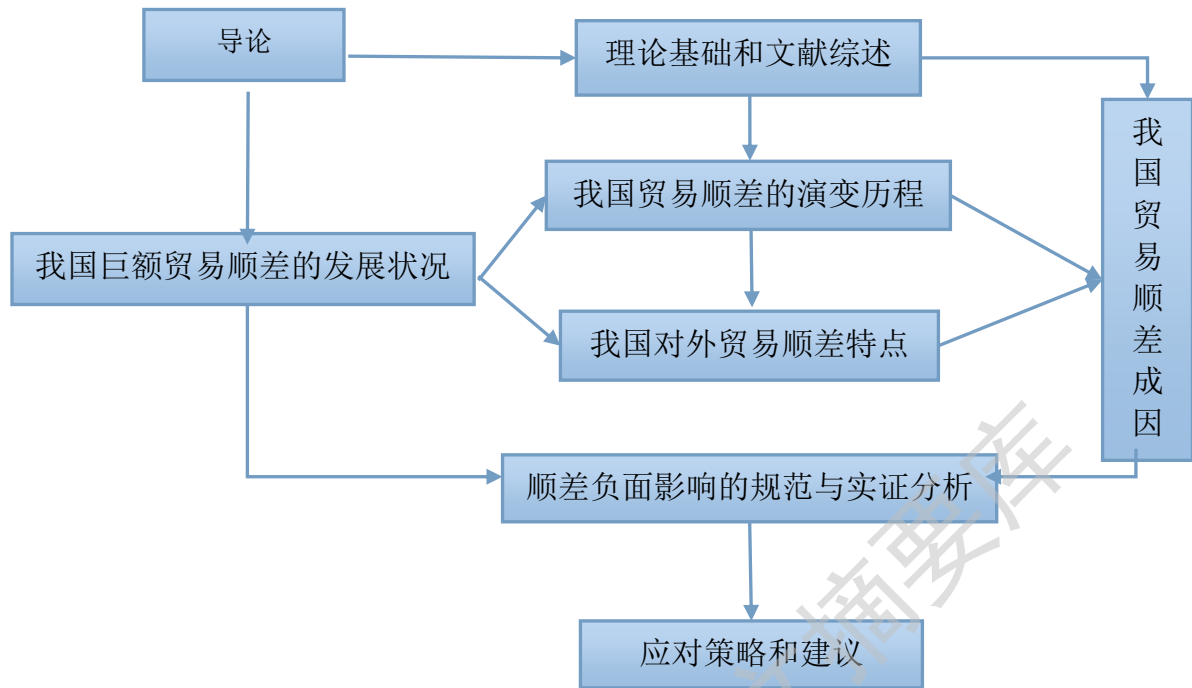 导论
理论基础和文献综述
我国贸易顺差的演变历程
我国巨额贸易顺差的发展状况
我国对外贸易顺差特点
我国贸易顺差成因
顺差负面影响的规范与实证分析
应对策略和建议
摘要库